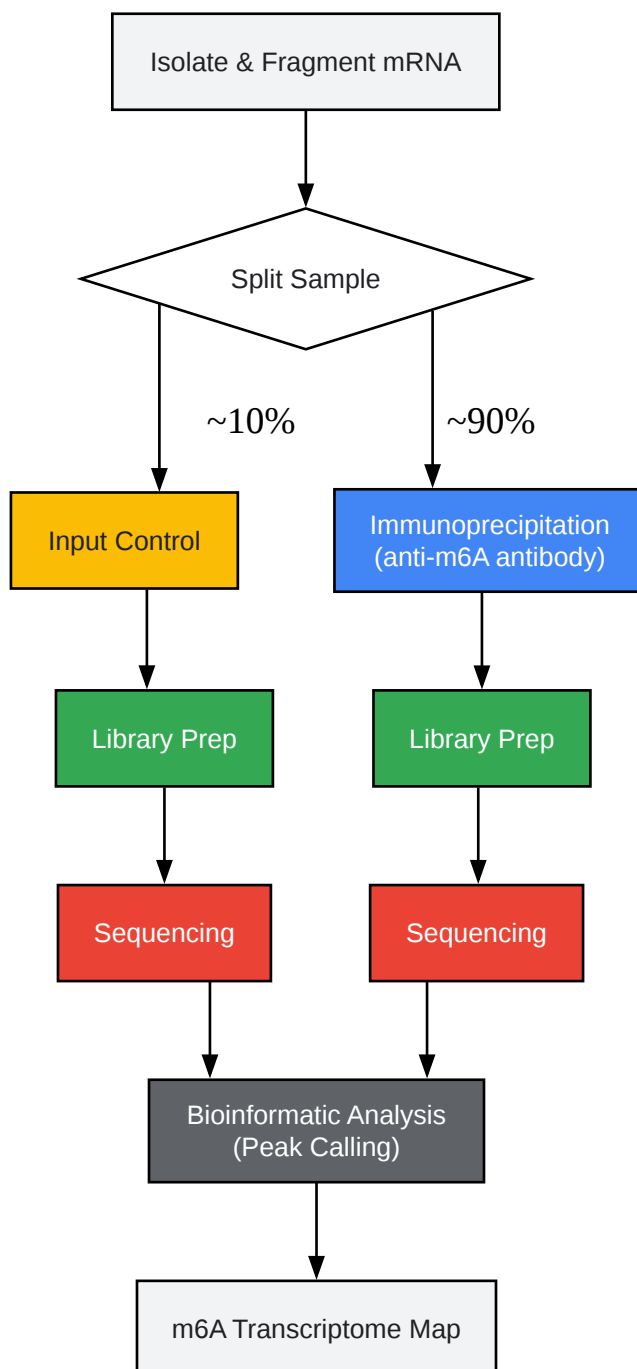 Isolate & Fragment mRNA
Split Sample
~10%
~90%
Input Control
Immunoprecipitation
(anti-m6A antibody)
Library Prep
Library Prep
Sequencing
Sequencing
Bioinformatic Analysis
(Peak Calling)
m6A Transcriptome Map